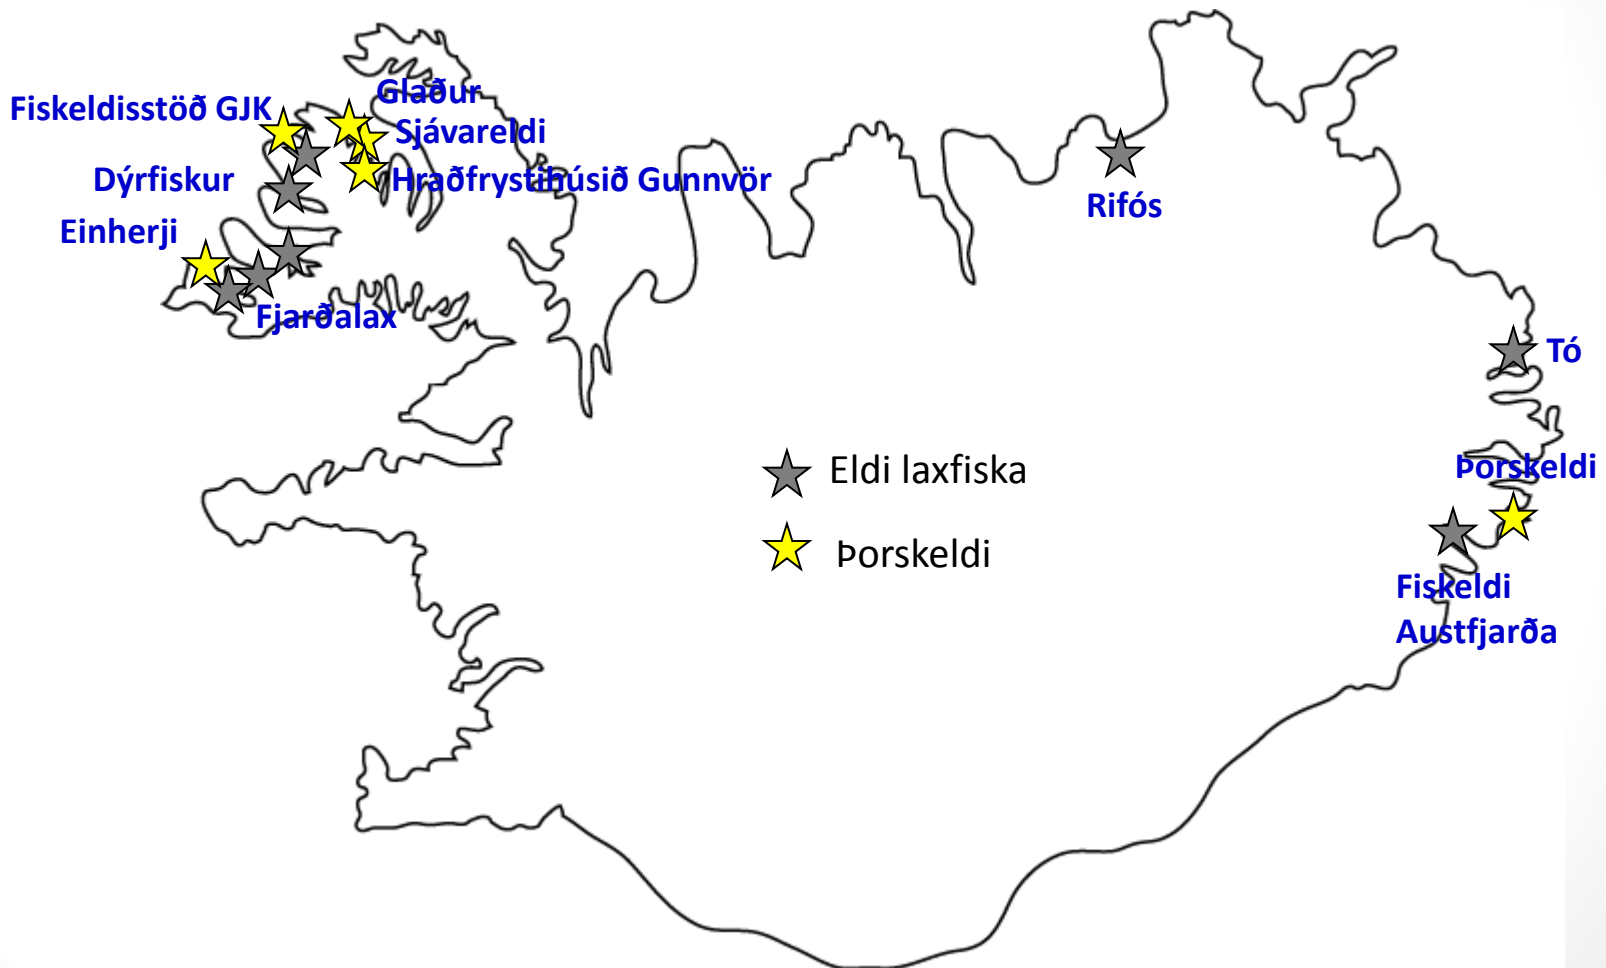 Glaður
Fiskeldisstöð GJK
Sjávareldi
Dýrfiskur
Hraðfrystihúsið Gunnvör
Einherji
Rifós
Fjarðalax
Tó
Eldi laxfiska
Þorskeldi
Þorskeldi
Fiskeldi
Austfjarða